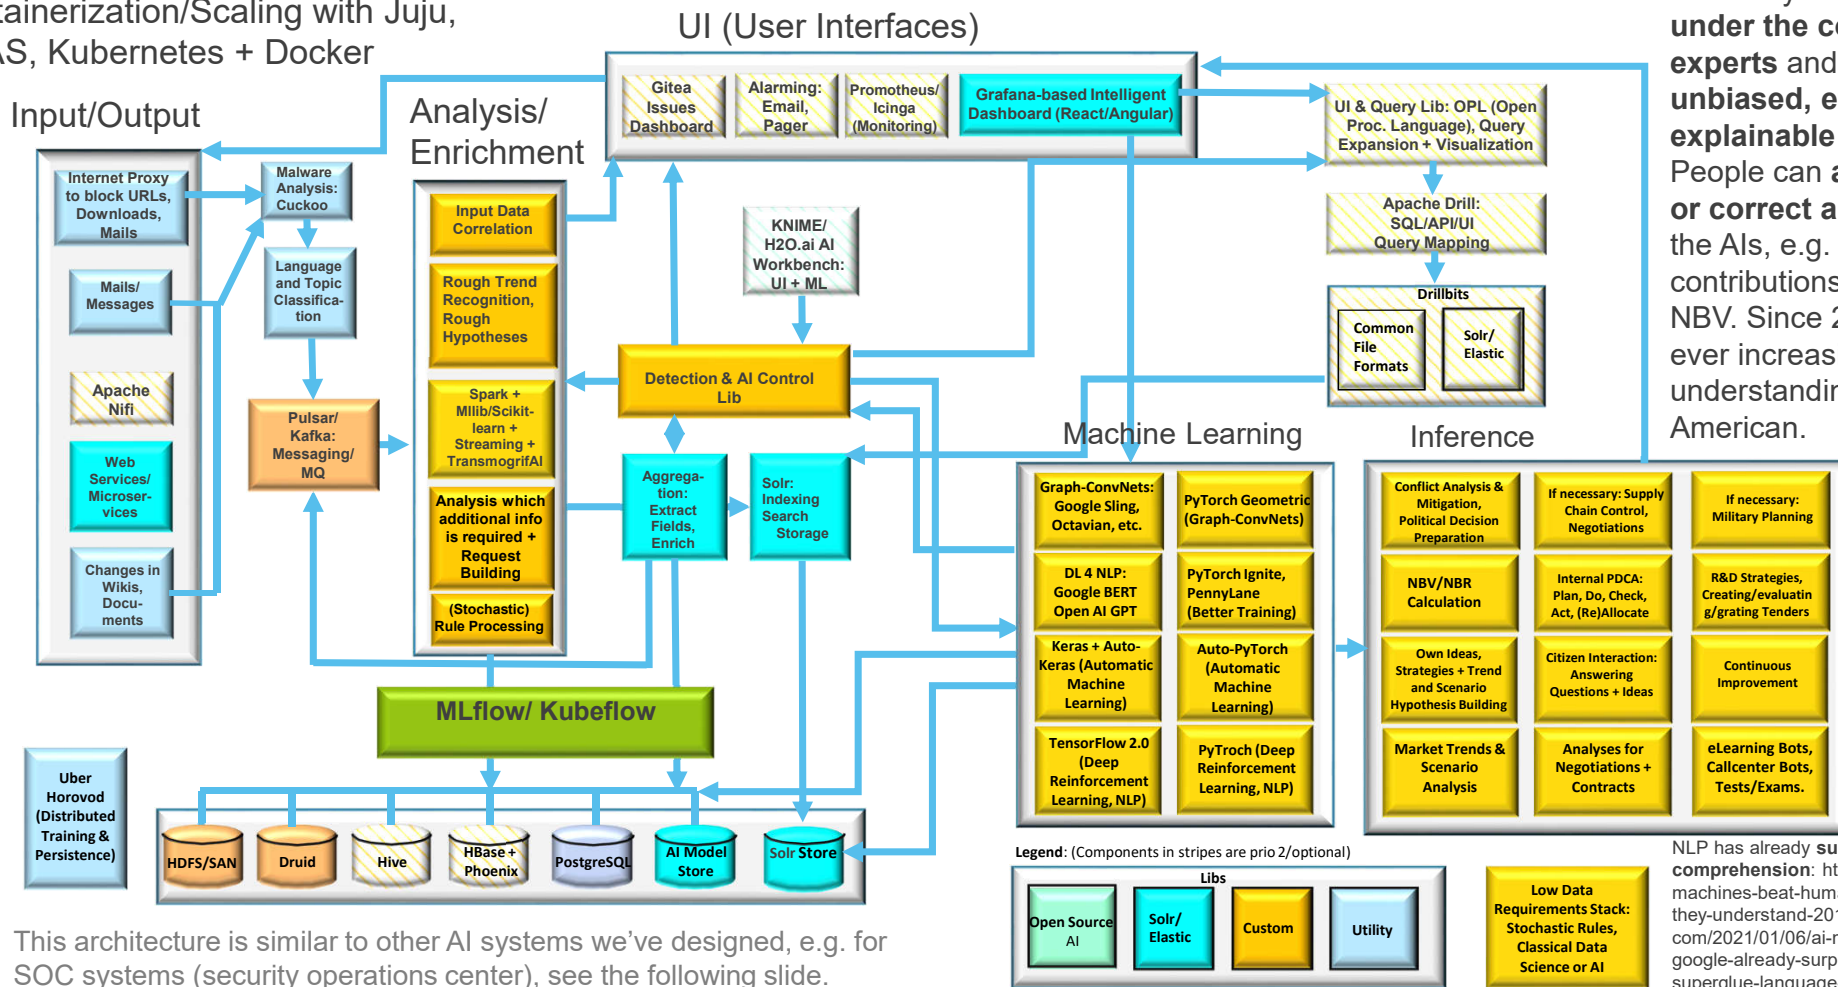 tainerization/Scaling with Juju,
AS, Kubernetes + Docker
UI (User Interfaces)
Input/Output
Analysis/
Enrichment
Gitea
Issues
Dashboard
Alarming:
Email,
Pager
Promotheus/
Icinga
(Monitoring)
Grafana-based Intelligent
Dashboard (React/Angular)
UI & Query Lib: OPL (Open
Proc. Language), Query
Expansion + Visualization
Apache Drill:
SQL/API/UI
Query Mapping
Drillbits
Common
File
Formats
Solr/
Elastic
under the co
experts and
unbiased, e
explainable
People can a
or correct a
the AIs, e.g.
contributions
NBV. Since 2
ever increas
understandin
American.
Internet Proxy
to block URLs,
Downloads,
Mails
Mails/
Messages
Apache
Nifi
Web
Services/
Microser-
vices
Changes in
Wikis,
Docu-
ments
Malware
Analysis:
Cuckoo
Language
and Topic
Classifica-
tion
Pulsar/
Kafka:
Messaging/
MQ
Input Data
Correlation
Rough Trend
Recognition,
Rough
Hypotheses
Spark +
Mllib/Scikit-
learn +
Streaming +
TransmogrifAI
Analysis which
additional info
is required +
Request
Building
(Stochastic)
Rule Processing
KNIME/
H2O.ai AI
Workbench:
UI + ML
Detection & AI Control
Lib
Aggrega-
tion:
Extract
Fields,
Enrich
Solr:
Indexing
Search
Storage
MLflow/ Kubeflow
Uber
Horovod
(Distributed
Training &
Persistence)
HDFS/SAN
Druid
Hive
HBase +
Phoenix
PostgreSQL
AI Model
Store
Solr Store
Machine Learning
Graph-ConvNets:
Google Sling,
Octavian, etc.
PyTorch Geometric
(Graph-ConvNets)
DL 4 NLP:
Google BERT
Open AI GPT
PyTorch Ignite,
PennyLane
(Better Training)
Keras + Auto-
Keras (Automatic
Machine
Learning)
Auto-PyTorch
(Automatic
Machine
Learning)
TensorFlow 2.0
(Deep
Reinforcement
Learning, NLP)
PyTroch (Deep
Reinforcement
Learning, NLP)
Inference
Conflict Analysis &
Mitigation,
Political Decision
Preparation
If necessary: Supply
Chain Control,
Negotiations
If necessary:
Military Planning
NBV/NBR
Calculation
Internal PDCA:
Plan, Do, Check,
Act, (Re)Allocate
R&D Strategies,
Creating/evaluatin
g/grating Tenders
Own Ideas,
Strategies + Trend
and Scenario
Hypothesis Building
Citizen Interaction:
Answering
Questions + Ideas
Continuous
Improvement
Market Trends &
Scenario
Analysis
Analyses for
Negotiations +
Contracts
eLearning Bots,
Callcenter Bots,
Tests/Exams.
Legend: (Components in stripes are prio 2/optional)
Libs
Open Source
AI
Solr/
Elastic
Custom
Utility
Low Data
Requirements Stack:
Stochastic Rules,
Classical Data
Science or AI
NLP has already su
comprehension: ht
machines-beat-hum
they-understand-201
com/2021/01/06/ai-r
google-already-surp
superglue-language
This architecture is similar to other AI systems we've designed, e.g. for
SOC systems (security operations center), see the following slide.